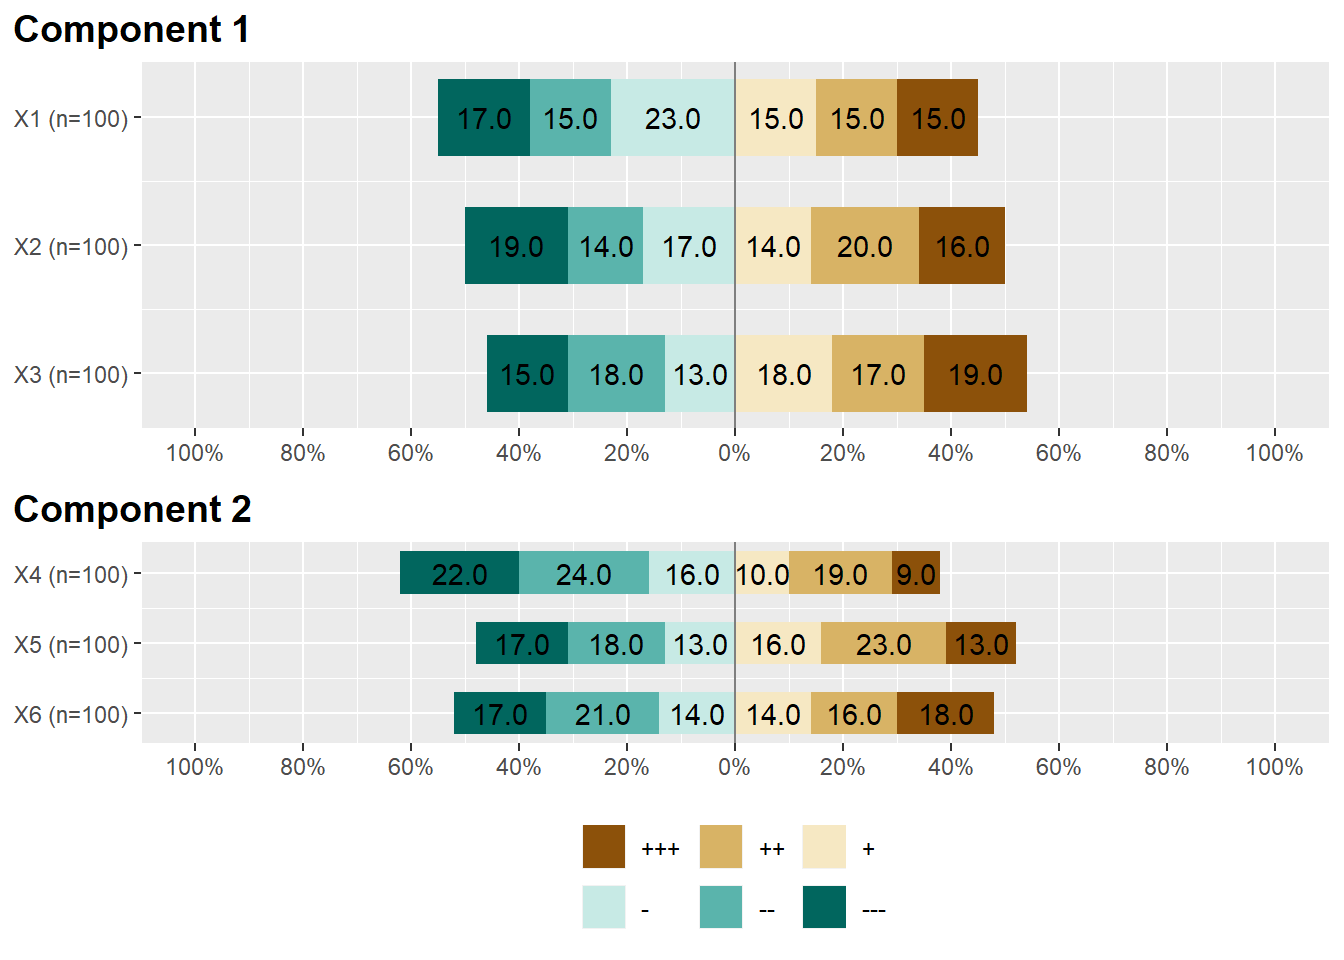 Component 1
X1 (n=100) 17.0 15.0 23.0 15.0 15.0 15.0
X2 (n=100) 19.0 14.0 17.0 14.0 20.0 16.0
X3 (n=100) 15.0 18.0 13.0 18.0 17.0 19.0
100% 80% 60% 40% 20% 0% 20% 40% 60% 80% 100%
Component 2
X4 (n=100) 22.0 24.0 16.0 10.0 19.0 9.0
X5 (n=100) 17.0 18.0 13.0 16.0 23.0 13.0
X6 (n=100) 17.0 21.0 14.0 14.0 16.0 18.0
100% 80% 60% 40% 20% 0% 20% 40% 60% 80% 100%
+++ ++ +
- -- ---